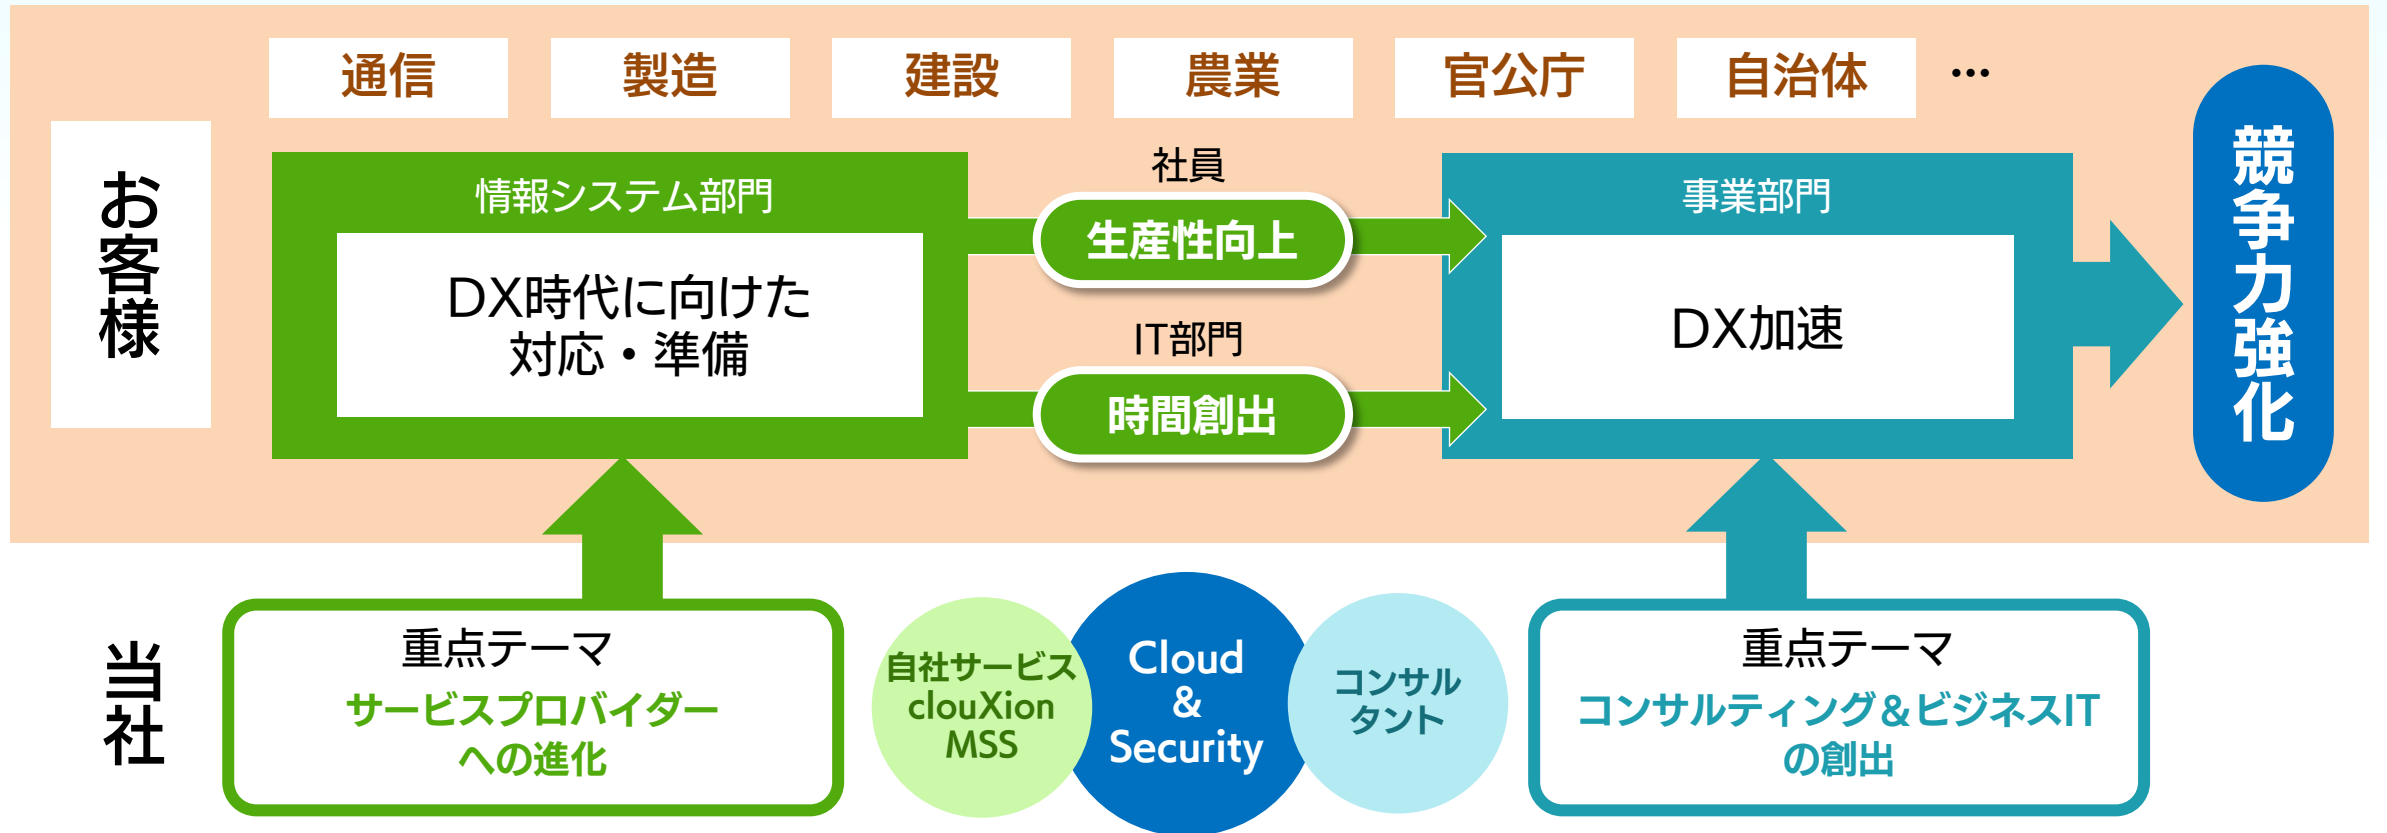 通信
製造
建設
農業
官公庁
自治体
…
お客様
情報システム部門
DX時代に向けた
対応・準備
社員
生産性向上
IT部門
時間創出
事業部門
DX加速
競争力強化
当社
重点テーマ
サービスプロバイダー
への進化
自社サービス
clouXion
MSS
Cloud
&
Security
コンサル
タント
重点テーマ
コンサルティング&ビジネスIT
の創出